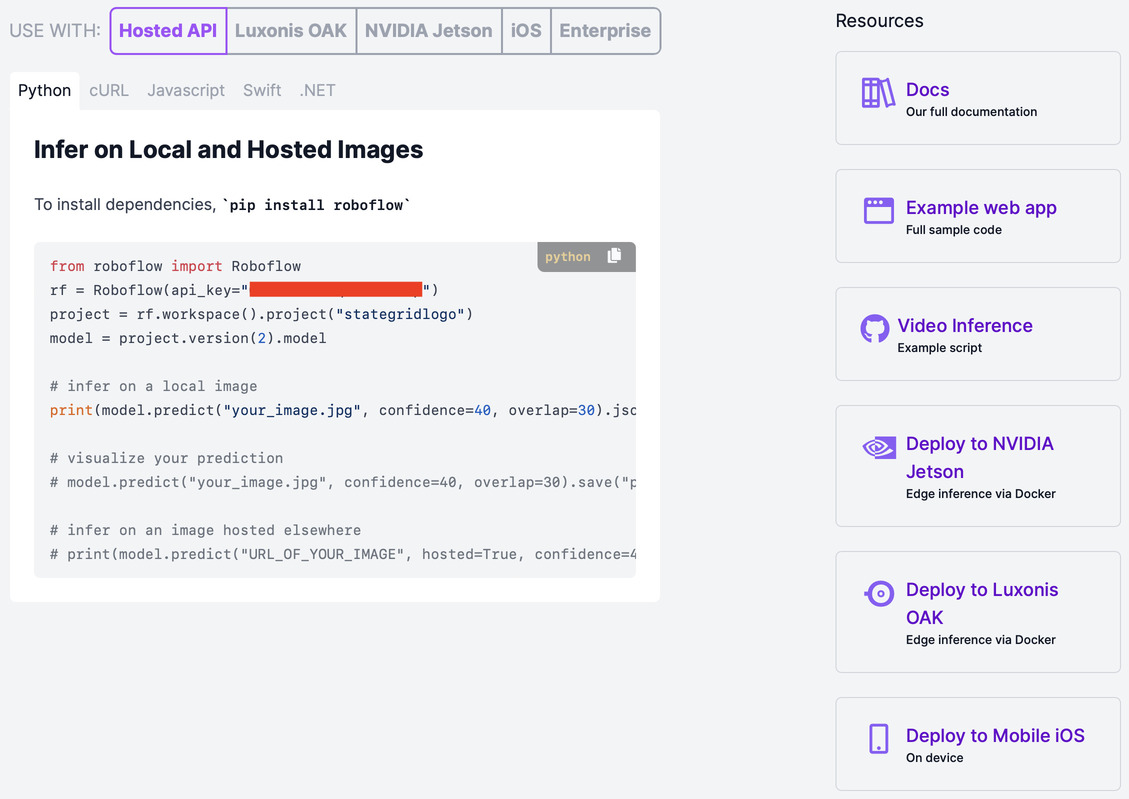 USE WITH: Hosted API Luxonis OAK NVIDIA Jetson iOS Enterprise
Python cURL Javascript Swift .NET
Infer on Local and Hosted Images
To install dependencies, `pip install roboflow`
python
from roboflow import Roboflow
rf = Roboflow(api_key="")
project = rf.workspace().project("stategridlogo")
model = project.version(2).model
# infer on a local image
print(model.predict("your_image.jpg", confidence=40, overlap=30).jso
# visualize your prediction
# model.predict("your_image.jpg", confidence=40, overlap=30).save("p
# infer on an image hosted elsewhere
# print(model.predict("URL_OF_YOUR_IMAGE", hosted=True, confidence=4
Resources
Docs
Our full documentation
Example web app
Full sample code
Video Inference
Example script
Deploy to NVIDIA
Jetson
Edge inference via Docker
Deploy to Luxonis
OAK
Edge inference via Docker
Deploy to Mobile iOS
On device